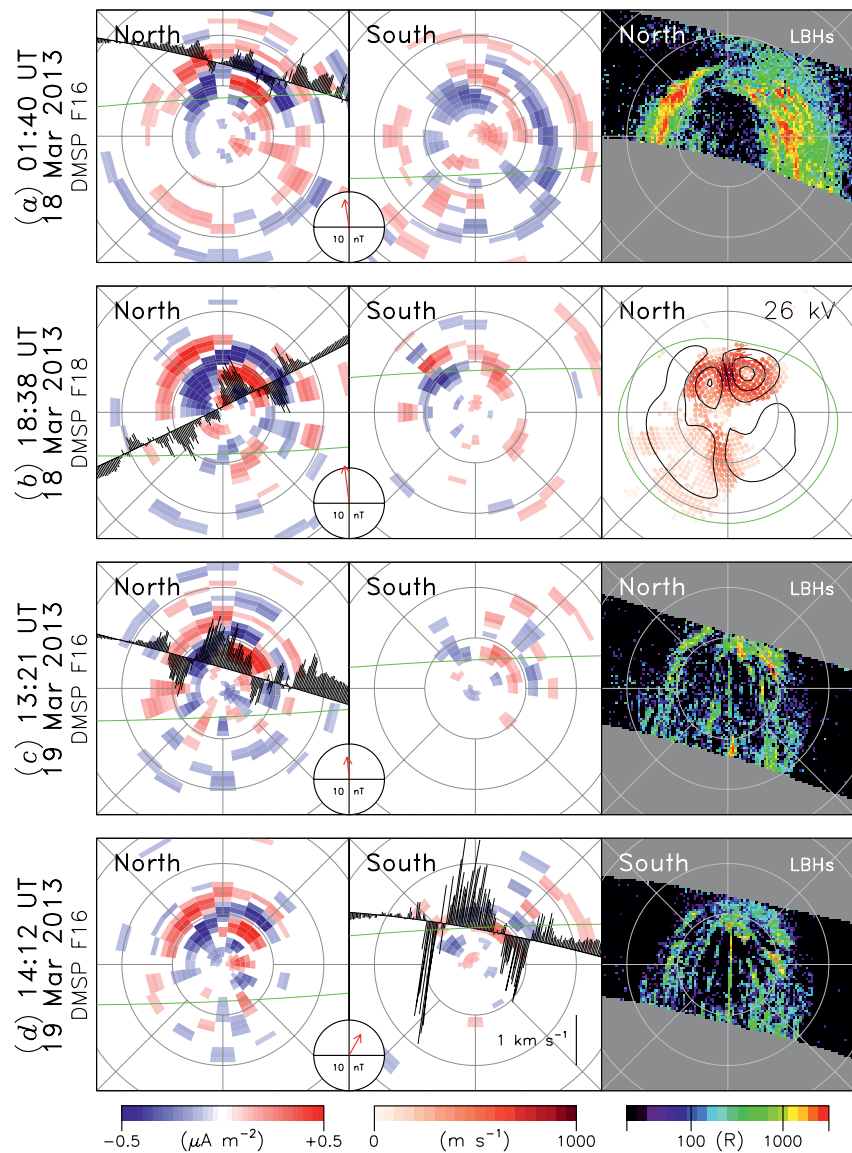 (a) 01:40 UT
18 Mar 2013
DMSP F16
North
South
North
LBHs
10 nT
(b) 18:38 UT
18 Mar 2013
DMSP F18
North
South
North
26 kV
10 nT
(c) 13:21 UT
19 Mar 2013
DMSP F16
North
South
North
LBHs
10 nT
(d) 14:12 UT
19 Mar 2013
DMSP F16
North
South
South
LBHs
10 nT
1 km s⁻¹
−0.5 (μA m⁻²) +0.5
0 (m s⁻¹) 1000
100 (R) 1000